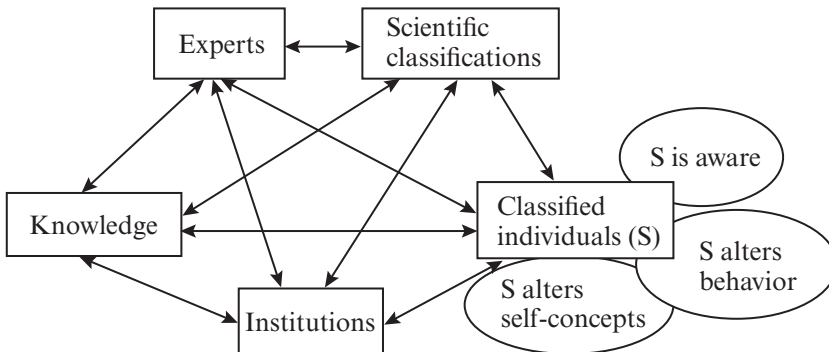 Experts
Scientific
classifications
S is aware
Knowledge
Classified
individuals (S)
S alters
behavior
S alters
self-concepts
Institutions